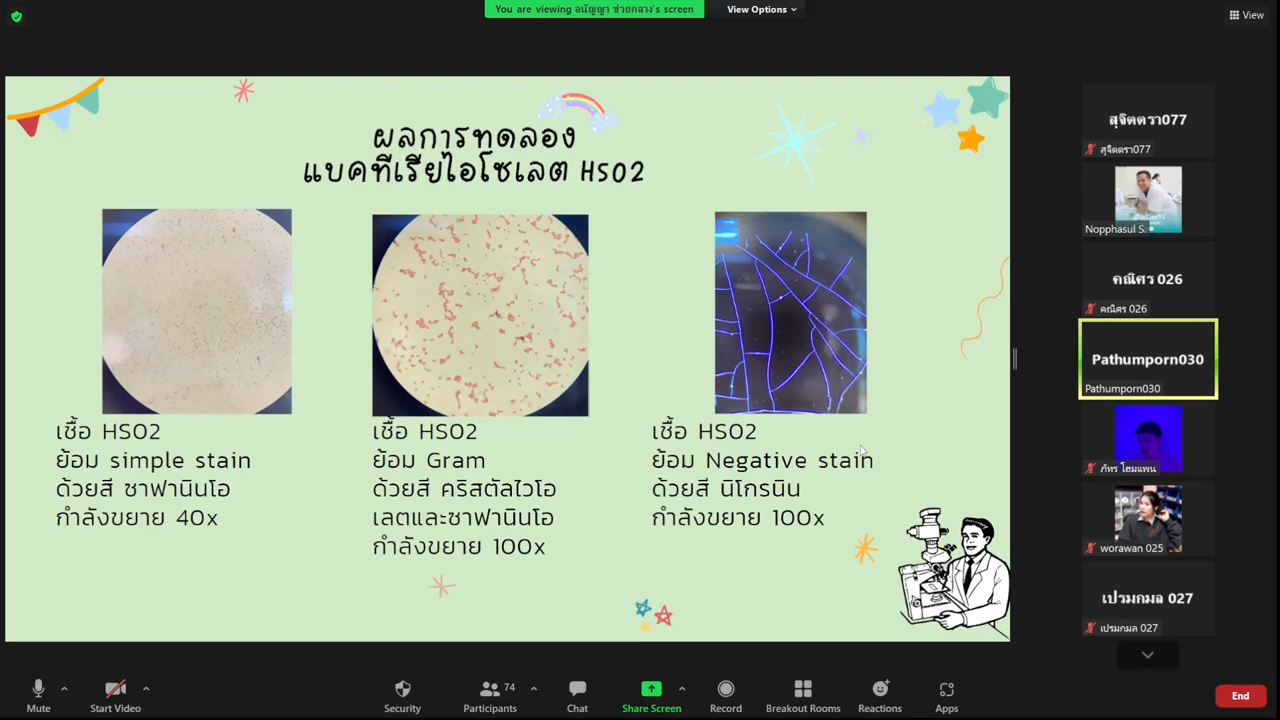 You are viewing อนัญญา ช่วยกลาง's screen
View Options
View
ผลการทดลอง
แบคทีเรียไอโซเลต HS02
เชื้อ HS02
ย้อม simple stain
ด้วยสี ซาฟานินโอ
กำลังขยาย 40x
เชื้อ HS02
ย้อม Gram
ด้วยสี คริสตัลไวโอ
เลตและซาฟานินโอ
กำลังขยาย 100x
เชื้อ HS02
ย้อม Negative stain
ด้วยสี นิโกรนิน
กำลังขยาย 100x
สุจิตตรา077
สุจิตตรา077
Nopphasul S.
คณิศร 026
คณิศร 026
Pathumporn030
Pathumporn030
ภัทร โฮมแพน
worawan 025
เปรมกมล 027
เปรมกมล 027
Mute
Start Video
Security
Participants
74
Chat
Share Screen
Record
Breakout Rooms
Reactions
Apps
End